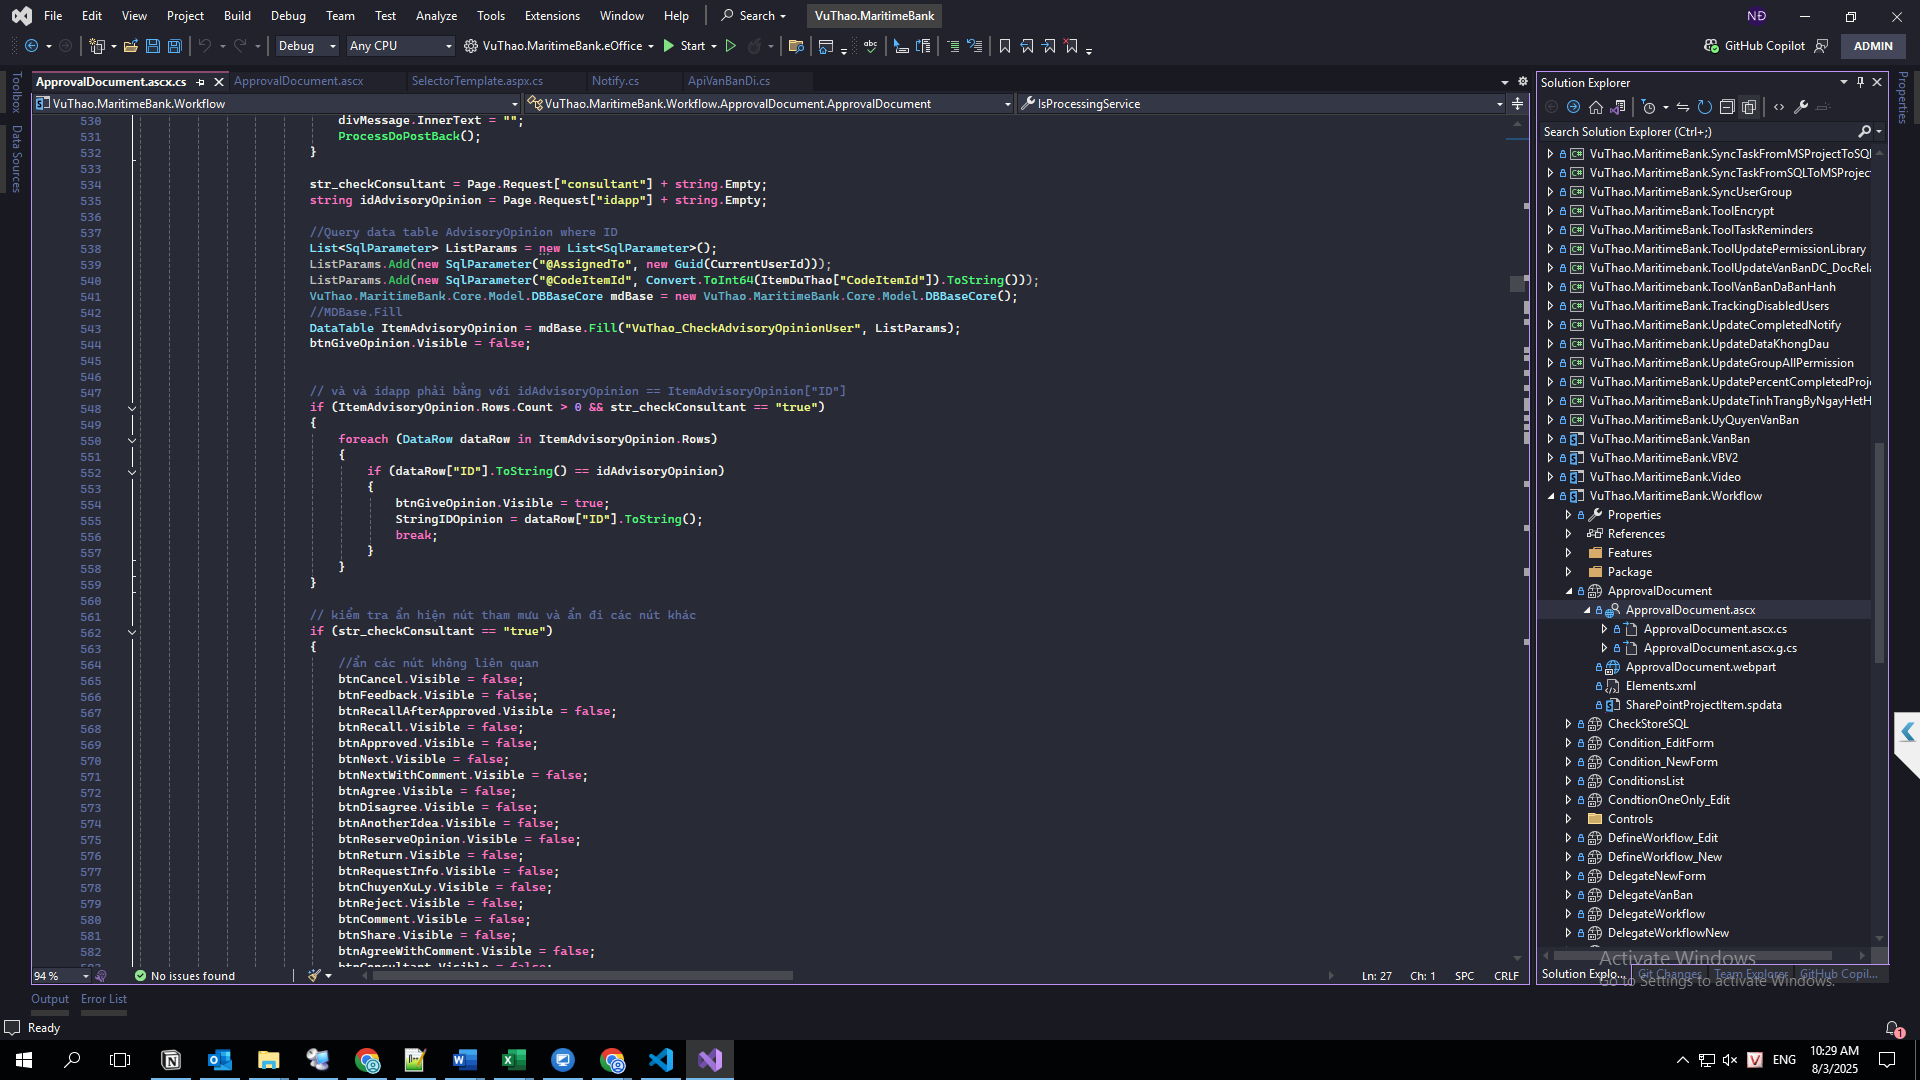 File Edit View Project Build Debug Team Test Analyze Tools Extensions Window Help Search VuThao.MaritimeBank NĐ
Debug Any CPU VuThao.MaritimeBank.eOffice Start GitHub Copilot ADMIN
ApprovalDocument.ascx.cs ApprovalDocument.ascx SelectorTemplate.aspx.cs Notify.cs ApiVanBanDi.cs
VuThao.MaritimeBank.Workflow VuThao.MaritimeBank.Workflow.ApprovalDocument.ApprovalDocument IsProcessingService
Toolbox
Data Sources
530 divMessage.InnerText = "";
531 ProcessDoPostBack();
532 }
533
534 str_checkConsultant = Page.Request["consultant"] + string.Empty;
535 string idAdvisoryOpinion = Page.Request["idapp"] + string.Empty;
536
537 //Query data table AdvisoryOpinion where ID
538 List<SqlParameter> ListParams = new List<SqlParameter>();
539 ListParams.Add(new SqlParameter("@AssignedTo", new Guid(CurrentUserId)));
540 ListParams.Add(new SqlParameter("@CodeItemId", Convert.ToInt64(ItemDuThao["CodeItemId"]).ToString()));
541 VuThao.MaritimeBank.Core.Model.DBBaseCore mdBase = new VuThao.MaritimeBank.Core.Model.DBBaseCore();
542 //MDBase.Fill
543 DataTable ItemAdvisoryOpinion = mdBase.Fill("VuThao_CheckAdvisoryOpinionUser", ListParams);
544 btnGiveOpinion.Visible = false;
545
546
547 // và và idapp phải bằng với idAdvisoryOpinion == ItemAdvisoryOpinion["ID"]
548 if (ItemAdvisoryOpinion.Rows.Count > 0 && str_checkConsultant == "true")
549 {
550 foreach (DataRow dataRow in ItemAdvisoryOpinion.Rows)
551 {
552 if (dataRow["ID"].ToString() == idAdvisoryOpinion)
553 {
554 btnGiveOpinion.Visible = true;
555 StringIDOpinion = dataRow["ID"].ToString();
556 break;
557 }
558 }
559 }
560
561 // kiểm tra ẩn hiện nút tham mưu và ẩn đi các nút khác
562 if (str_checkConsultant == "true")
563 {
564 //ẩn các nút không liên quan
565 btnCancel.Visible = false;
566 btnFeedback.Visible = false;
567 btnRecallAfterApproved.Visible = false;
568 btnRecall.Visible = false;
569 btnApproved.Visible = false;
570 btnNext.Visible = false;
571 btnNextWithComment.Visible = false;
572 btnAgree.Visible = false;
573 btnDisagree.Visible = false;
574 btnAnotherIdea.Visible = false;
575 btnReserveOpinion.Visible = false;
576 btnReturn.Visible = false;
577 btnRequestInfo.Visible = false;
578 btnChuyenXuLy.Visible = false;
579 btnReject.Visible = false;
580 btnComment.Visible = false;
581 btnShare.Visible = false;
582 btnAgreeWithComment.Visible = false;
94 % No issues found Ln: 27 Ch: 1 SPC CRLF
Solution Explorer
Search Solution Explorer (Ctrl+;)
VuThao.MaritimeBank.SyncTaskFromMSProjectToSQL
VuThao.MaritimeBank.SyncTaskFromSQLToMSProject
VuThao.MaritimeBank.SyncUserGroup
VuThao.MaritimeBank.ToolEncrypt
VuThao.MaritimeBank.ToolTaskReminders
VuThao.MaritimeBank.ToolUpdatePermissionLibrary
VuThao.MaritimeBank.ToolUpdateVanBanDC_DocRela
VuThao.MaritimeBank.ToolVanBanDaBanHanh
VuThao.MaritimeBank.TrackingDisabledUsers
VuThao.MaritimeBank.UpdateCompletedNotify
VuThao.MaritimeBank.UpdateDataKhongDau
VuThao.MaritimeBank.UpdateGroupAllPermission
VuThao.MaritimeBank.UpdatePercentCompletedProj
VuThao.MaritimeBank.UpdateTinhTrangByNgayHetH
VuThao.MaritimeBank.UyQuyenVanBan
VuThao.MaritimeBank.VanBan
VuThao.MaritimeBank.VBV2
VuThao.MaritimeBank.Video
VuThao.MaritimeBank.Workflow
Properties
References
Features
Package
ApprovalDocument
ApprovalDocument.ascx
ApprovalDocument.ascx.cs
ApprovalDocument.ascx.g.cs
ApprovalDocument.webpart
Elements.xml
SharePointProjectItem.spdata
CheckStoreSQL
Condition_EditForm
Condition_NewForm
ConditionsList
CondtionOneOnly_Edit
Controls
DefineWorkflow_Edit
DefineWorkflow_New
DelegateNewForm
DelegateVanBan
DelegateWorkflow
DelegateWorkflowNew
Solution Explo... Git Changes Team Explorer GitHub Copil...
Activate Windows
Go to Settings to activate Windows.
Properties
Output Error List
Ready 1
ENG 10:29 AM
8/3/2025